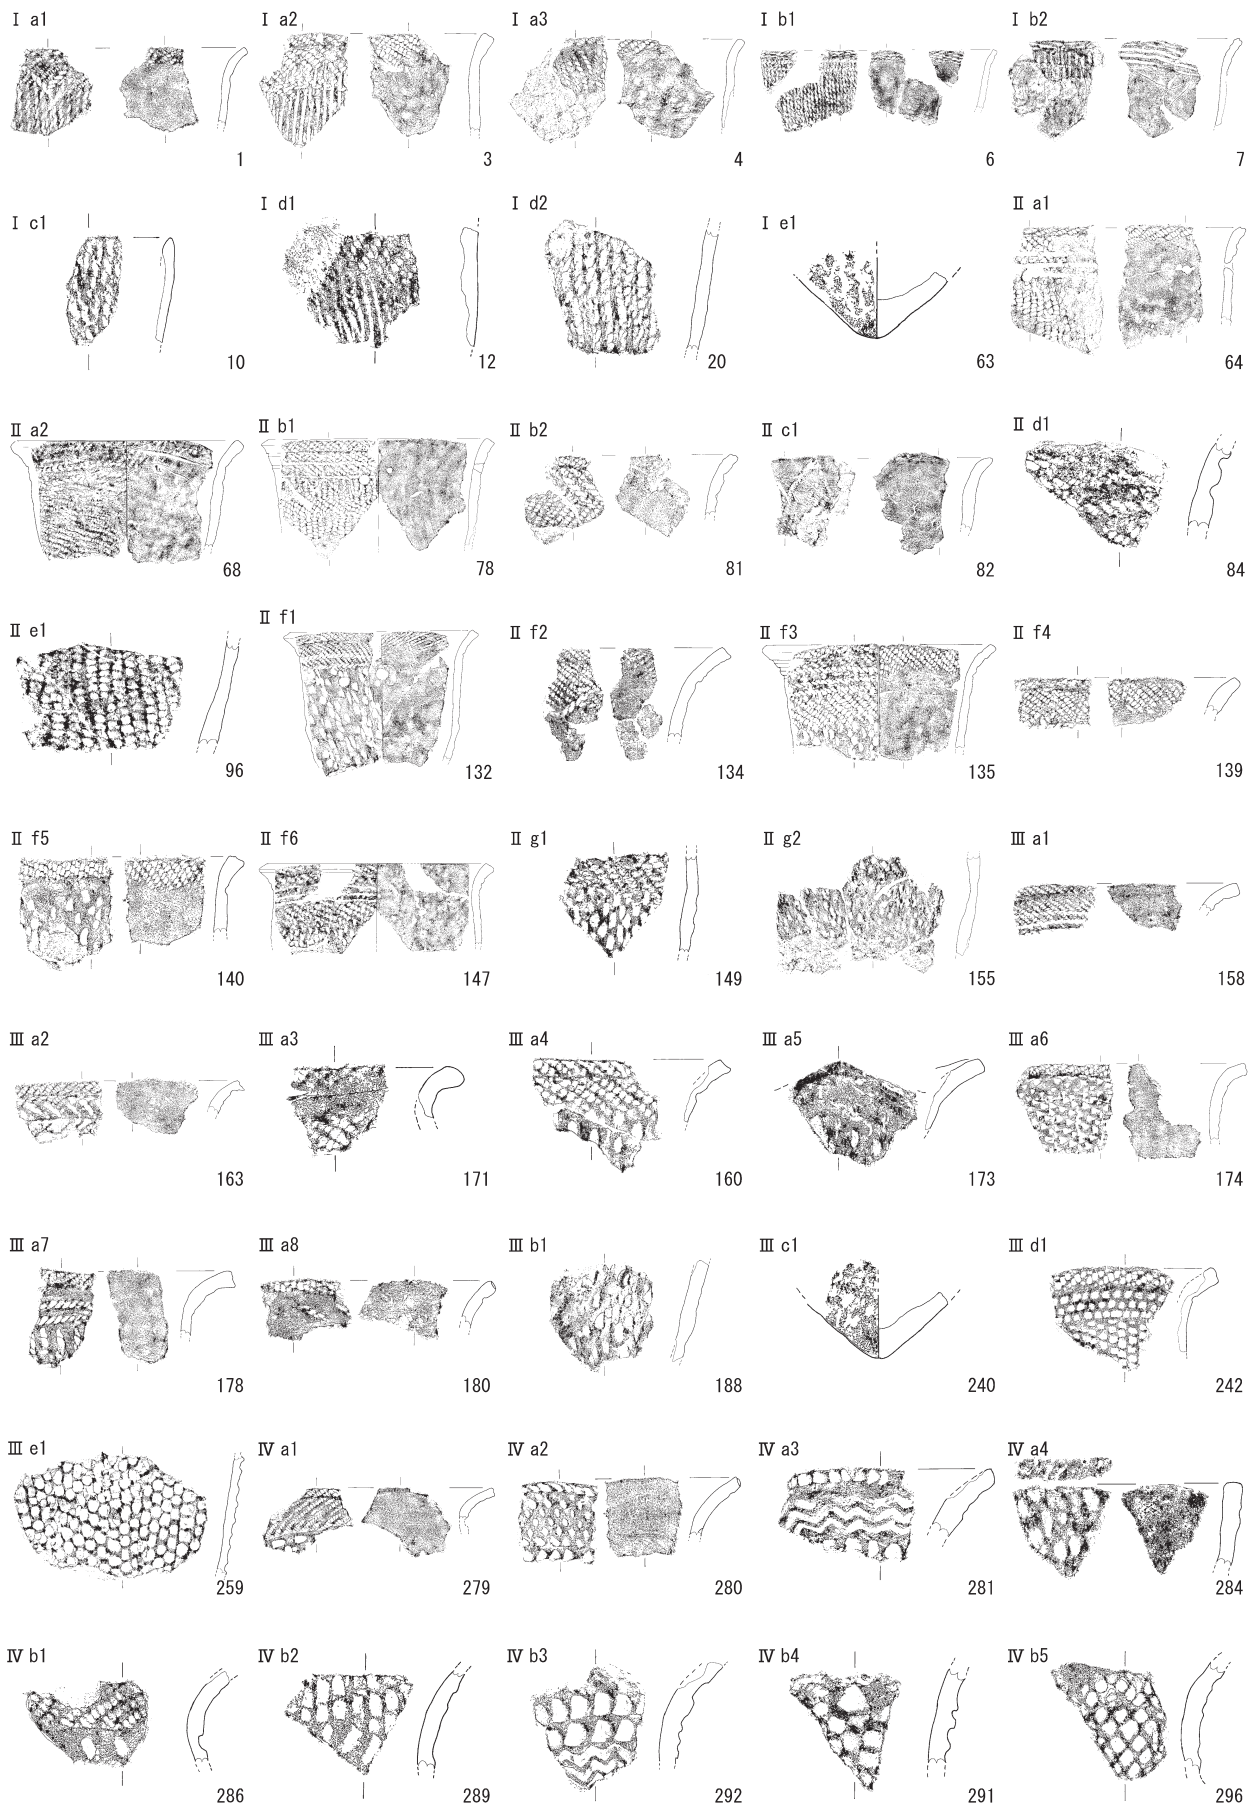 Ⅰ a1 Ⅰ a2 Ⅰ a3 Ⅰ b1 Ⅰ b2
1 3 4 6 7
Ⅰ c1 Ⅰ d1 Ⅰ d2 Ⅰ e1 Ⅱ a1
10 12 20 63 64
Ⅱ a2 Ⅱ b1 Ⅱ b2 Ⅱ c1 Ⅱ d1
68 78 81 82 84
Ⅱ e1 Ⅱ f1 Ⅱ f2 Ⅱ f3 Ⅱ f4
96 132 134 135 139
Ⅱ f5 Ⅱ f6 Ⅱ g1 Ⅱ g2 Ⅲ a1
140 147 149 155 158
Ⅲ a2 Ⅲ a3 Ⅲ a4 Ⅲ a5 Ⅲ a6
163 171 160 173 174
Ⅲ a7 Ⅲ a8 Ⅲ b1 Ⅲ c1 Ⅲ d1
178 180 188 240 242
Ⅲ e1 Ⅳ a1 Ⅳ a2 Ⅳ a3 Ⅳ a4
259 279 280 281 284
Ⅳ b1 Ⅳ b2 Ⅳ b3 Ⅳ b4 Ⅳ b5
286 289 292 291 296